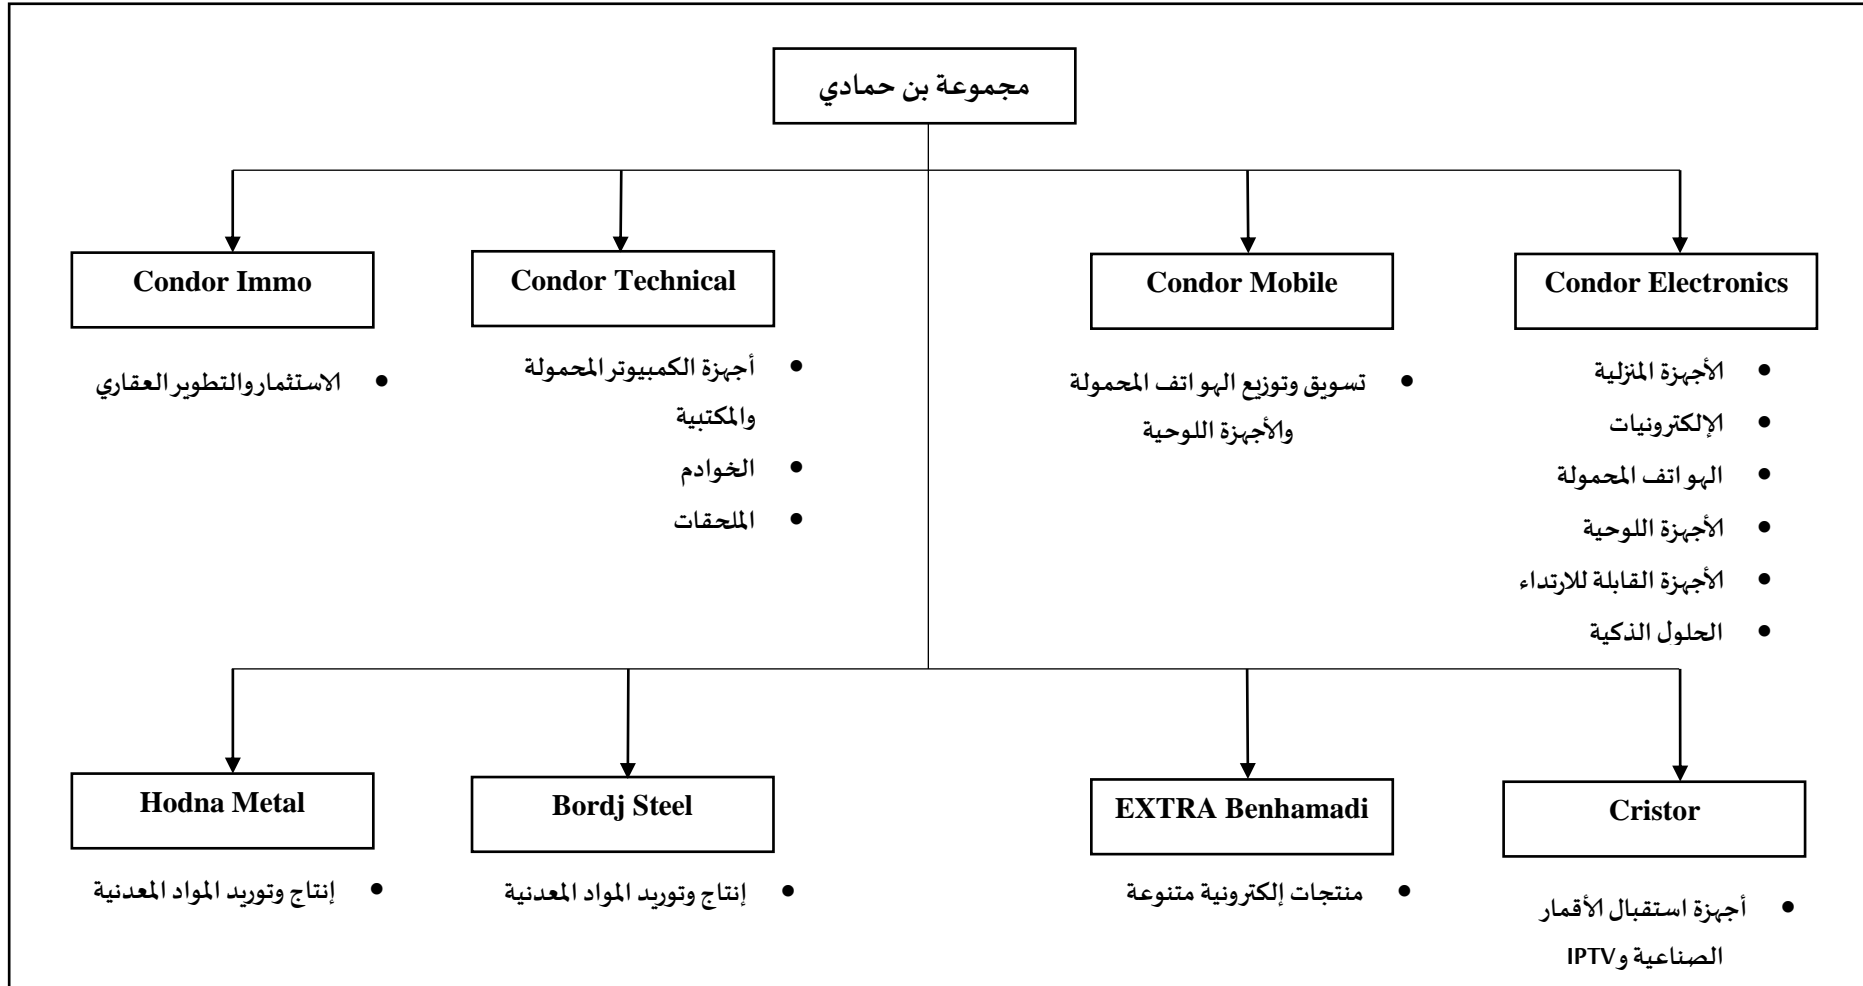 مجموعة بن حمادي
Condor Electronics
• الأجهزة المنزلية
• الإلكترونيات
• الهواتف المحمولة
• الأجهزة اللوحية
• الأجهزة القابلة للارتداء
• الحلول الذكية
Condor Mobile
• تسويق وتوزيع الهواتف المحمولة
والأجهزة اللوحية
Condor Technical
• أجهزة الكمبيوتر المحمولة
والمكتبية
• الخوادم
• الملحقات
Condor Immo
• الاستثمار والتطوير العقاري
Cristor
• أجهزة استقبال الأقمار
الصناعية وIPTV
EXTRA Benhamadi
• منتجات إلكترونية متنوعة
Bordj Steel
• إنتاج وتوريد المواد المعدنية
Hodna Metal
• إنتاج وتوريد المواد المعدنية